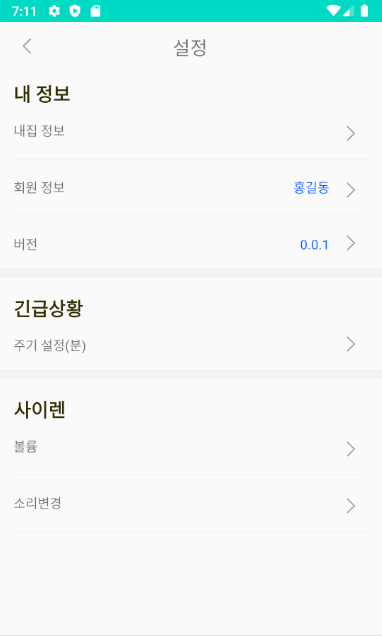 7:11
설정
내 정보
내집 정보
회원 정보 홍길동
버전 0.0.1
긴급상황
주기 설정(분)
사이렌
볼륨
소리변경